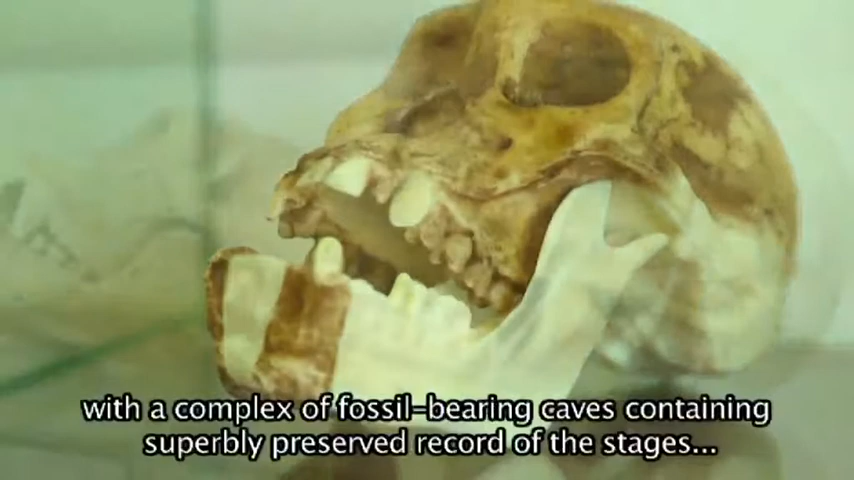 with a complex of fossil-bearing caves containing
superbly preserved record of the stages...